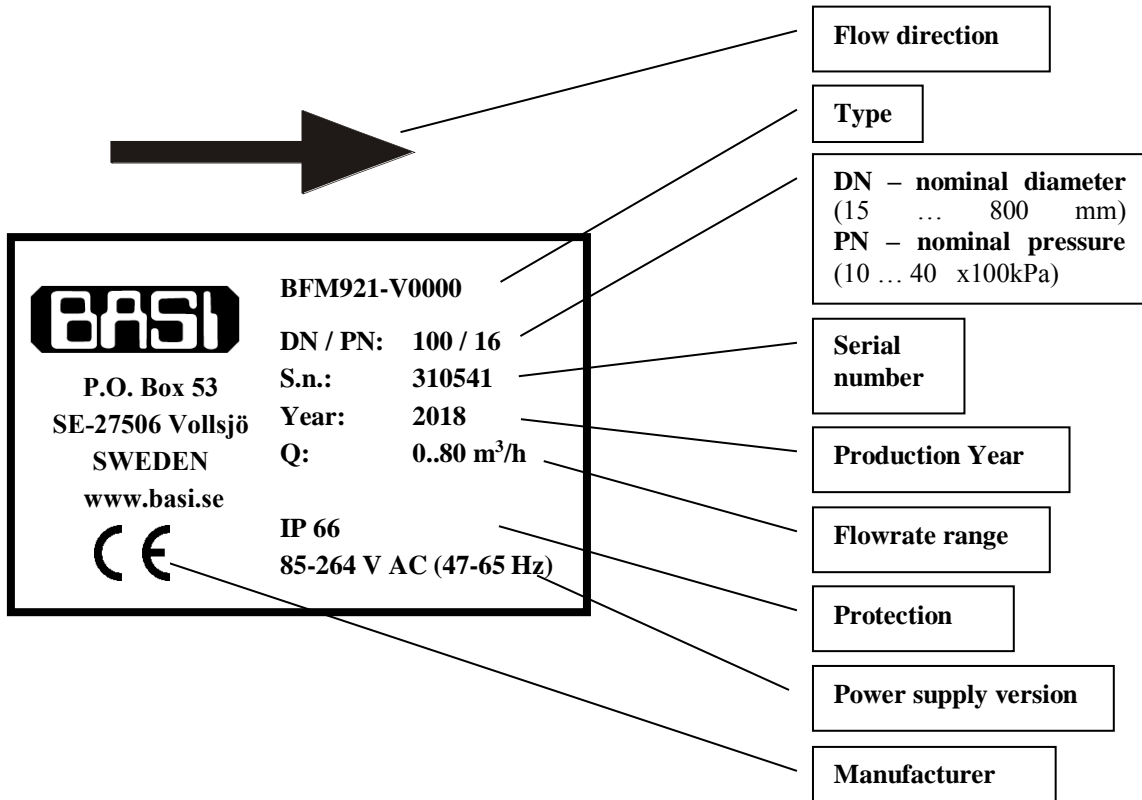 BASI
P.O. Box 53
SE-27506 Vollsjö
SWEDEN
www.basi.se
CE
BFM921-V0000
DN / PN: 100 / 16
S.n.: 310541
Year: 2018
Q: 0..80 m³/h
IP 66
85-264 V AC (47-65 Hz)
Flow direction
Type
DN – nominal diameter
(15 … 800 mm)
PN – nominal pressure
(10 … 40 x100kPa)
Serial
number
Production Year
Flowrate range
Protection
Power supply version
Manufacturer